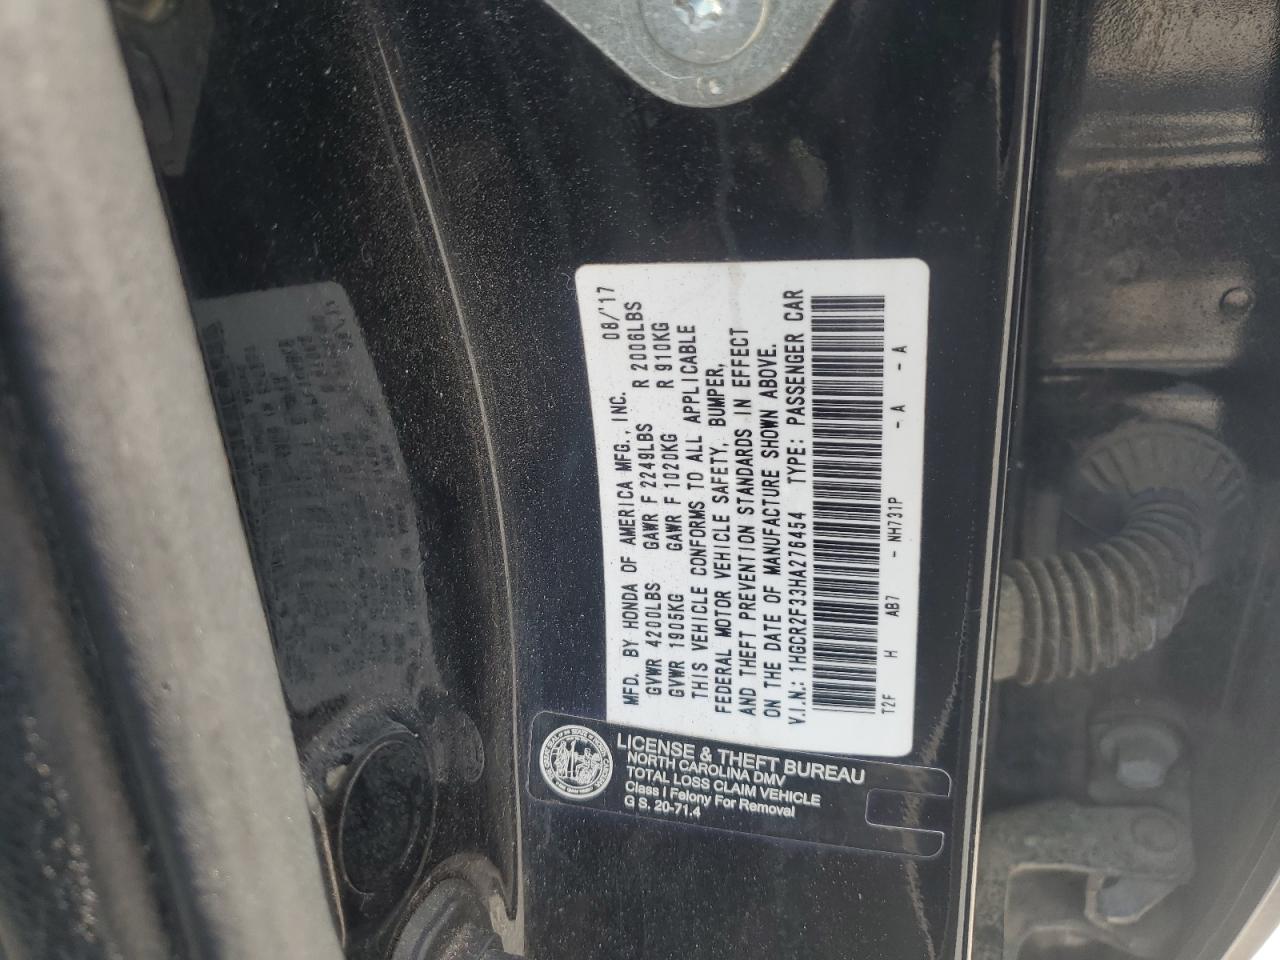 MFD. BY HONDA OF AMERICA MFG., INC. 08/'17
GVWR 4200LBS GAWR F 2249LBS R 2006LBS
GVWR 1905KG GAWR F 1020KG R 910KG
THIS VEHICLE CONFORMS TO ALL APPLICABLE
FEDERAL MOTOR VEHICLE SAFETY, BUMPER,
AND THEFT PREVENTION STANDARDS IN EFFECT
ON THE DATE OF MANUFACTURE SHOWN ABOVE.
V.I.N.: 1HGCR2F33HA276454 TYPE: PASSENGER CAR
T2F H AB7 - NH731P - A - A
LICENSE & THEFT BUREAU
NORTH CAROLINA DMV
TOTAL LOSS CLAIM VEHICLE
Class I Felony For Removal
G S. 20-71.4